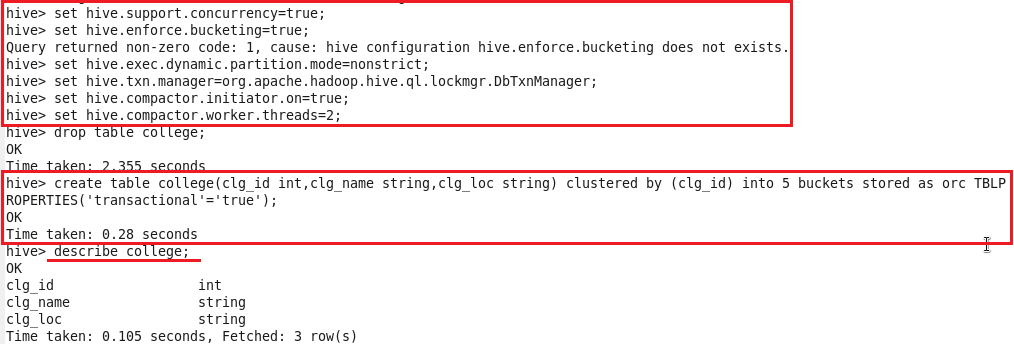 hive> set hive.support.concurrency=true;
hive> set hive.enforce.bucketing=true;
Query returned non-zero code: 1, cause: hive configuration hive.enforce.bucketing does not exists.
hive> set hive.exec.dynamic.partition.mode=nonstrict;
hive> set hive.txn.manager=org.apache.hadoop.hive.ql.lockmgr.DbTxnManager;
hive> set hive.compactor.initiator.on=true;
hive> set hive.compactor.worker.threads=2;
hive> drop table college;
OK
Time taken: 2.355 seconds
hive> create table college(clg_id int,clg_name string,clg_loc string) clustered by (clg_id) into 5 buckets stored as orc TBLP
ROPERTIES('transactional'='true');
OK
Time taken: 0.28 seconds
hive> describe college;
OK
clg_id                  int
clg_name                string
clg_loc                 string
Time taken: 0.105 seconds, Fetched: 3 row(s)